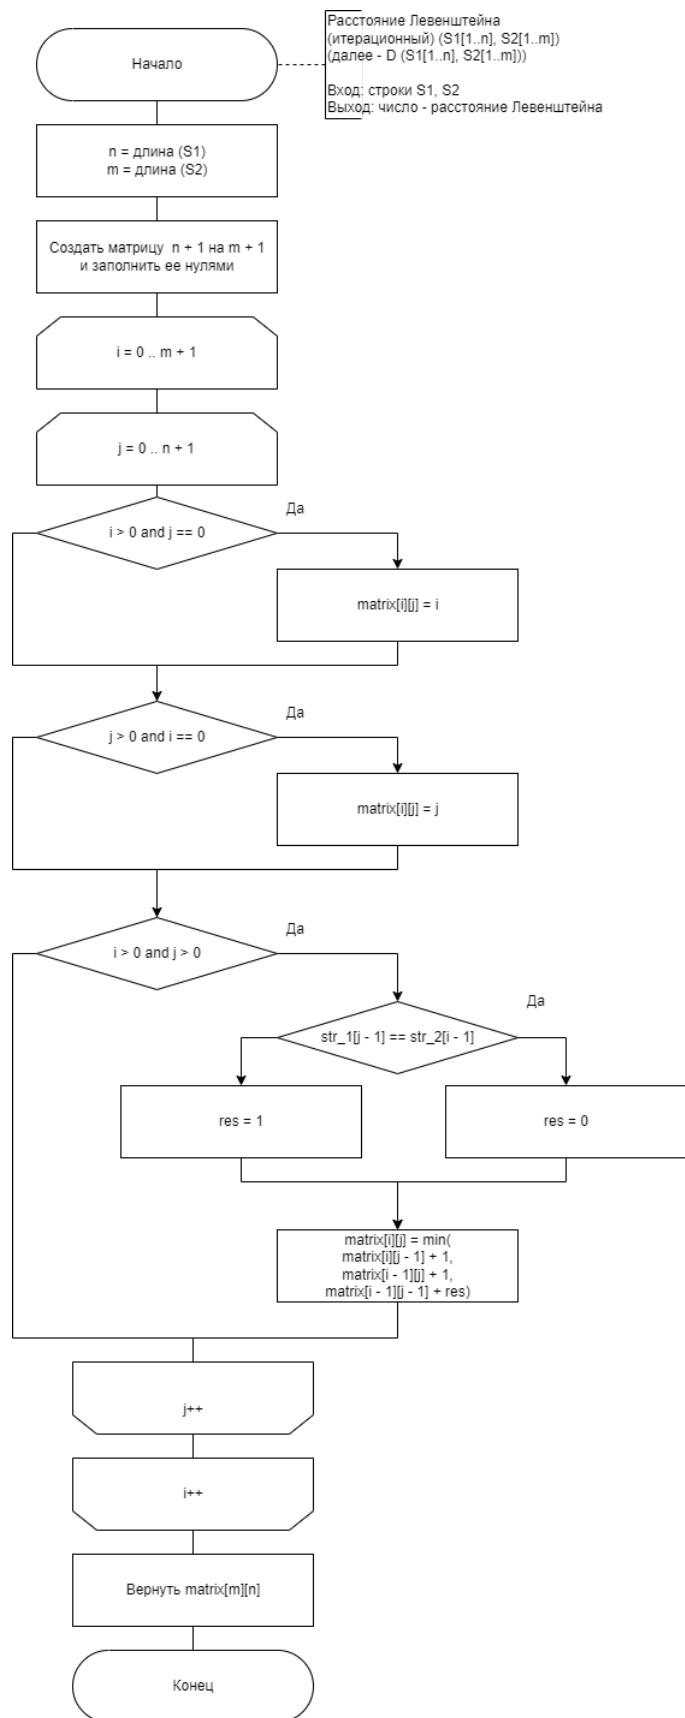 Начало
Расстояние Левенштейна
(итерационный) (S1[1..n], S2[1..m])
(далее - D (S1[1..n], S2[1..m]))
Вход: строки S1, S2
Выход: число - расстояние Левенштейна
n = длина (S1)
m = длина (S2)
Создать матрицу n + 1 на m + 1
и заполнить ее нулями
i = 0 .. m + 1
j = 0 .. n + 1
i > 0 and j == 0
Да
matrix[i][j] = i
j > 0 and i == 0
Да
matrix[i][j] = j
i > 0 and j > 0
Да
str_1[j - 1] == str_2[i - 1]
Да
res = 1
res = 0
matrix[i][j] = min(
matrix[i][j - 1] + 1,
matrix[i - 1][j] + 1,
matrix[i - 1][j - 1] + res)
j++
i++
Вернуть matrix[m][n]
Конец